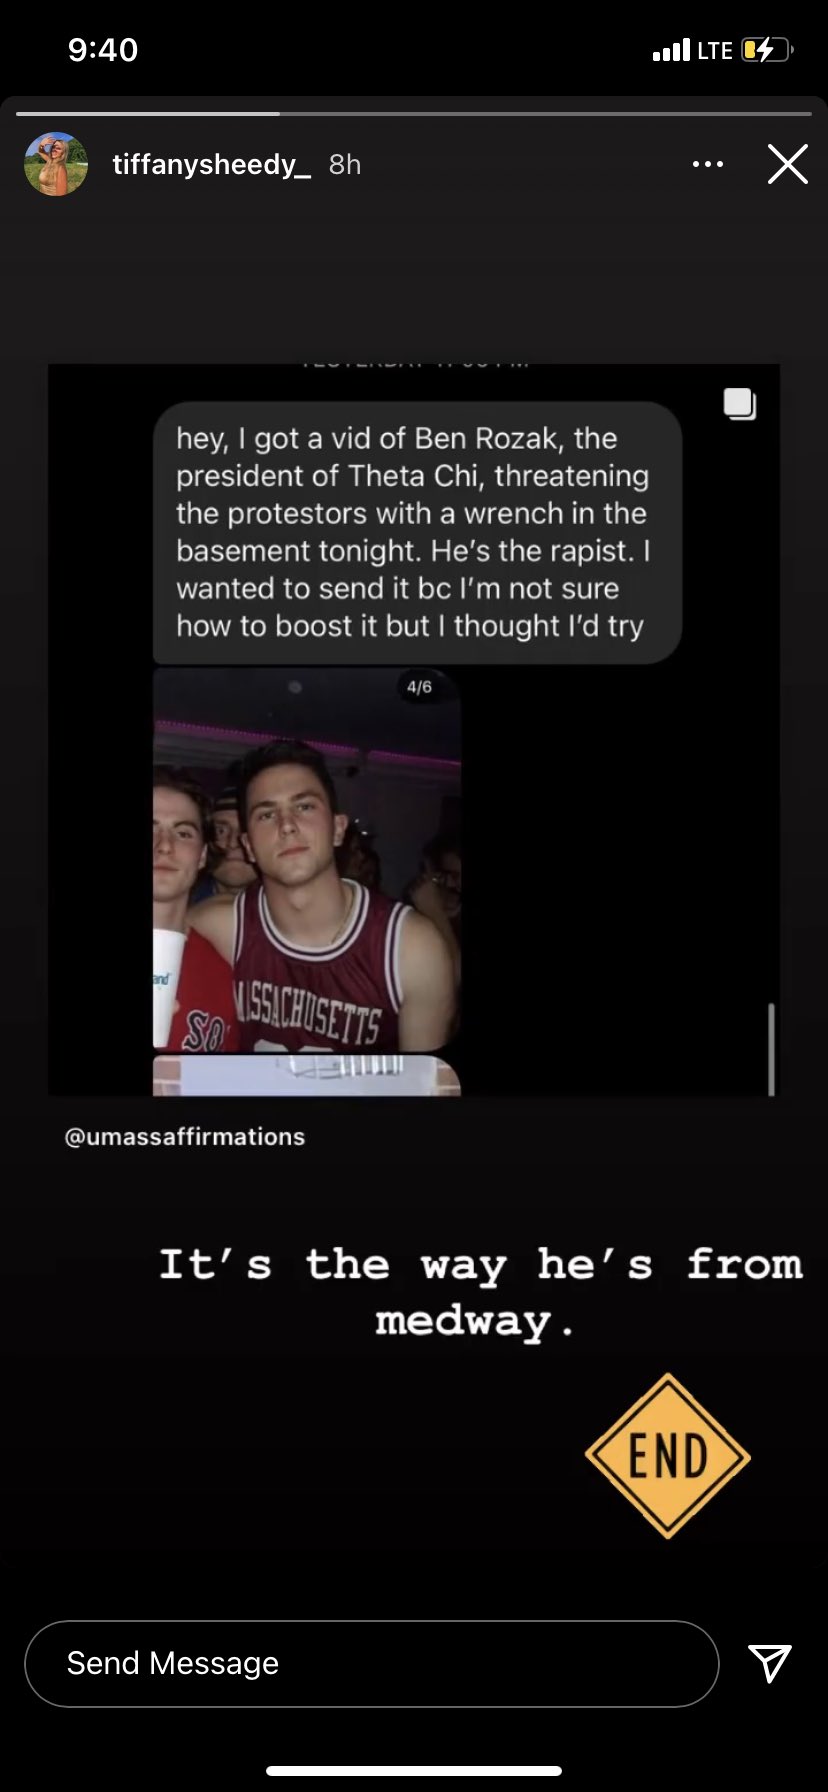 9:40
LTE
tiffanysheedy_ 8h
hey, I got a vid of Ben Rozak, the
president of Theta Chi, threatening
the protestors with a wrench in the
basement tonight. He's the rapist. I
wanted to send it bc I'm not sure
how to boost it but I thought I'd try
4/6
MASSACHUSETTS
@umassaffirmations
It's the way he's from
medway.
END
Send Message